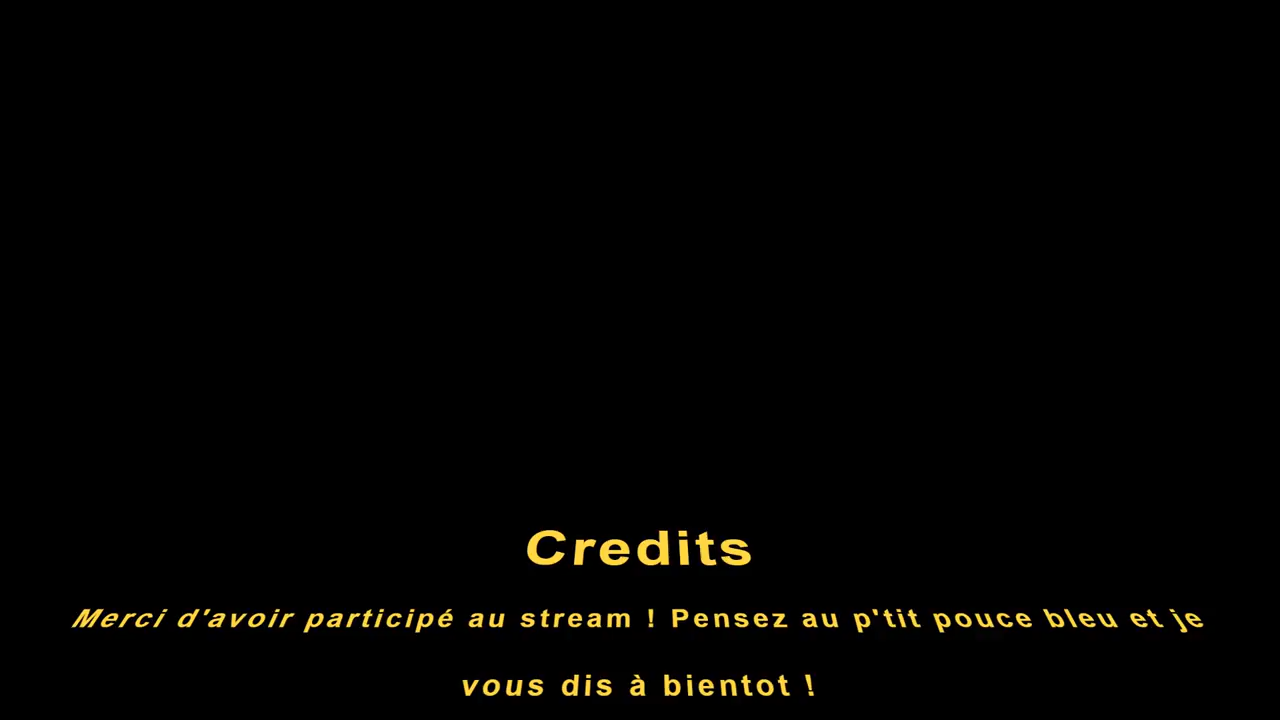 Credits
Merci d'avoir participé au stream ! Pensez au p'tit pouce bleu et je
vous dis à bientot !